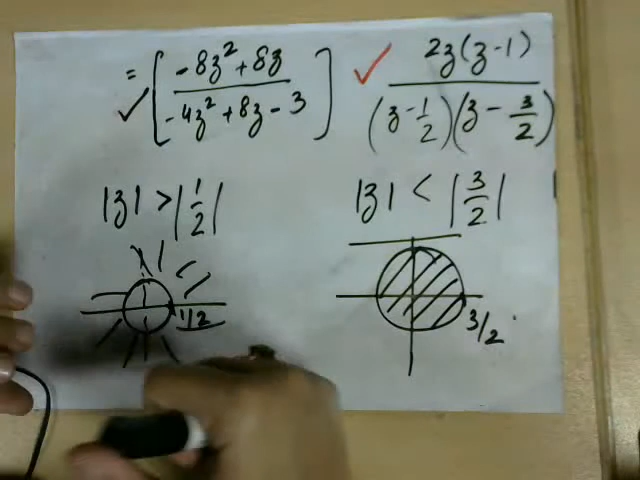 = [ (-8z² + 8z) / (-4z² + 8z - 3) ]
✓
✓ 2z(z-1) / (z - 1/2)(z - 3/2)
|z| > |1/2|
|z| < |3/2|
1/2
3/2